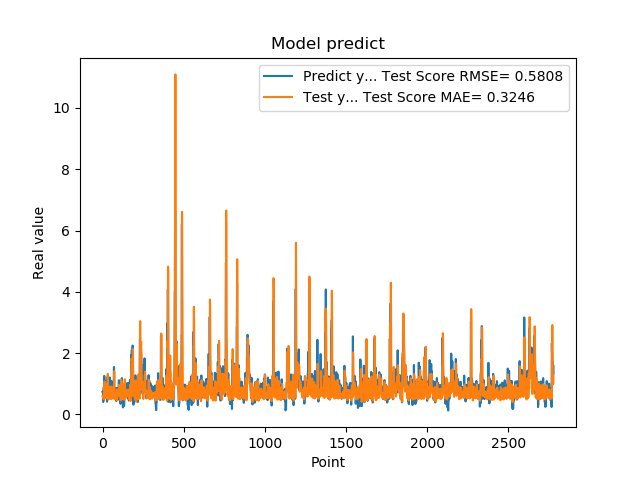 Model predict
Predict y... Test Score RMSE= 0.5808
Test y... Test Score MAE= 0.3246
Real value
10
8
6
4
2
0
0 500 1000 1500 2000 2500
Point